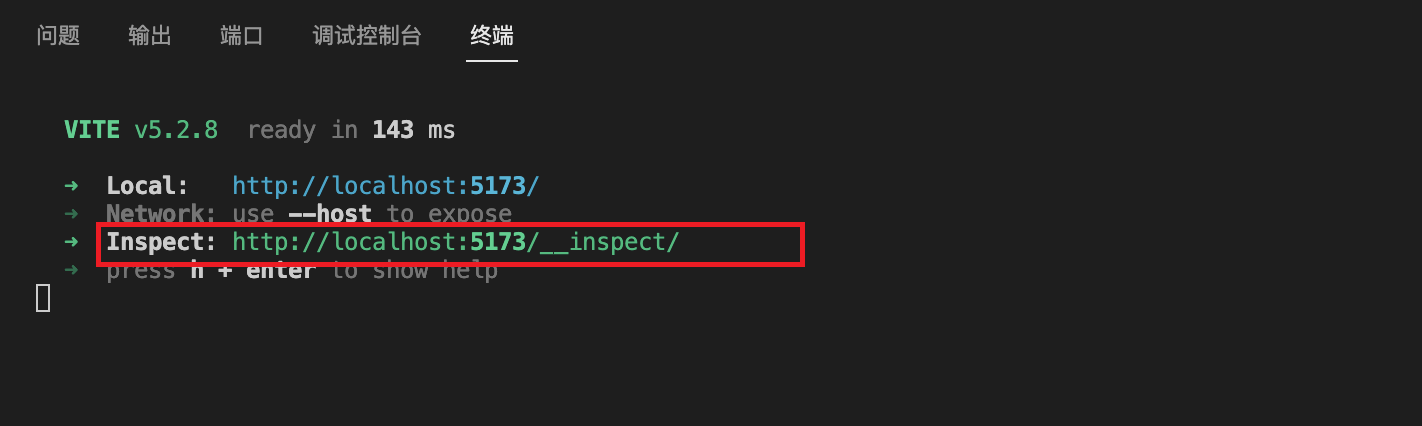 问题 输出 端口 调试控制台 终端
VITE v5.2.8 ready in 143 ms
➜ Local: http://localhost:5173/
➜ Network: use --host to expose
➜ Inspect: http://localhost:5173/__inspect/
➜ press h + enter to show help